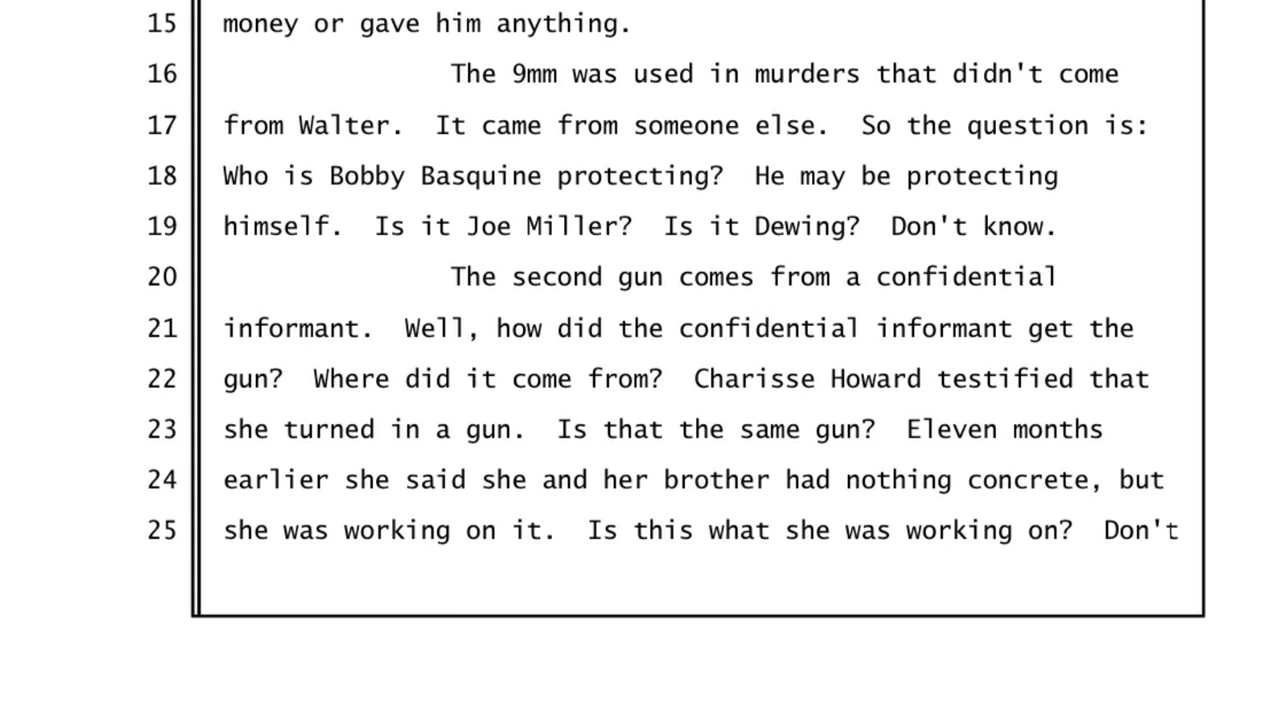 15 money or gave him anything.
16 The 9mm was used in murders that didn't come
17 from Walter. It came from someone else. So the question is:
18 Who is Bobby Basquine protecting? He may be protecting
19 himself. Is it Joe Miller? Is it Dewing? Don't know.
20 The second gun comes from a confidential
21 informant. Well, how did the confidential informant get the
22 gun? Where did it come from? Charisse Howard testified that
23 she turned in a gun. Is that the same gun? Eleven months
24 earlier she said she and her brother had nothing concrete, but
25 she was working on it. Is this what she was working on? Don't